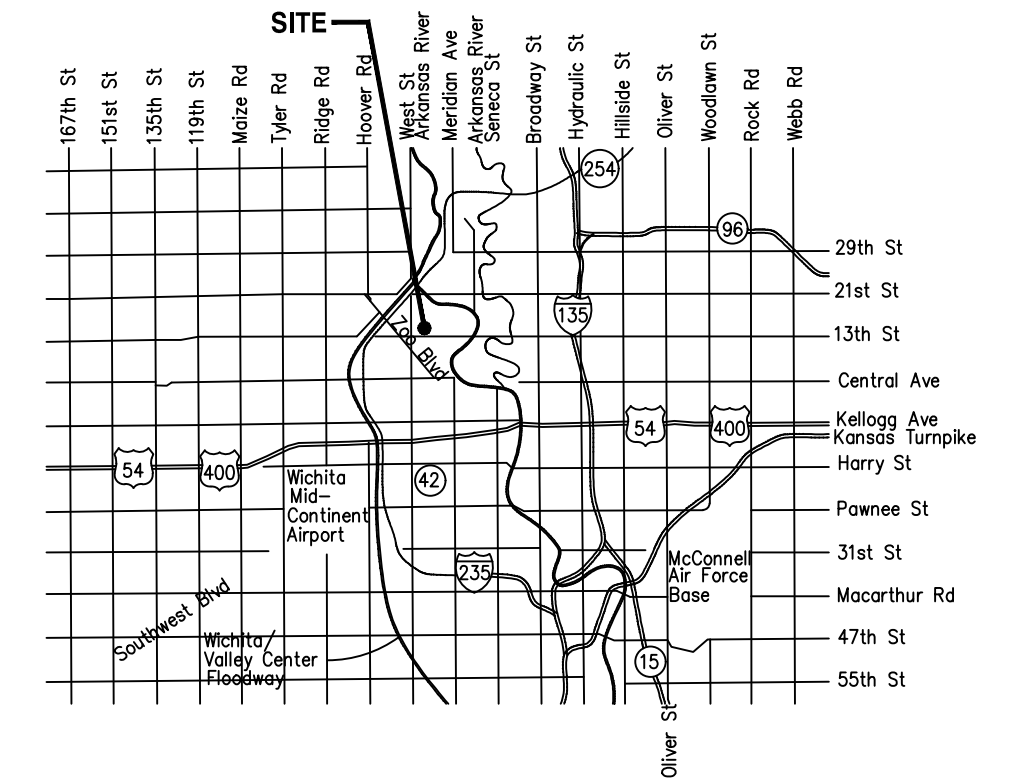 SITE
167th St
151st St
135th St
119th St
Maize Rd
Tyler Rd
Ridge Rd
Hoover Rd
West St
Arkansas River
Meridian Ave
Arkansas River
Seneca St
Broadway St
Hydraulic St
Hillside St
Oliver St
Woodlawn St
Rock Rd
Webb Rd
254
96
29th St
21st St
135
13th St
Zoo Blvd
Central Ave
Kellogg Ave
54
400
Kansas Turnpike
54
400
42
Harry St
Wichita
Mid-
Continent
Airport
Pawnee St
31st St
McConnell
Air Force
Base
235
Macarthur Rd
Southwest Blvd
Wichita/
Valley Center
Floodway
47th St
15
55th St
Oliver St